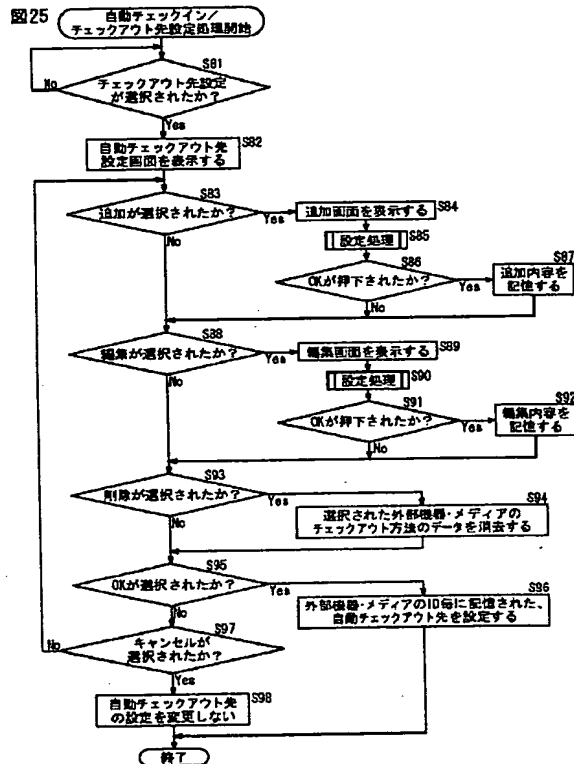 図25
自動チェックイン/
チェックアウト先設定処理開始
S81
チェックアウト先設定
が選択されたか?
No
Yes
S82
自動チェックアウト先
設定画面を表示する
S83
追加が選択されたか?
Yes
No
追加画面を表示する
S84
設定処理
S85
S86
OKが押下されたか?
Yes
No
S87
追加内容を
記憶する
S88
編集が選択されたか?
Yes
No
編集画面を表示する
S89
設定処理
S90
S91
OKが押下されたか?
Yes
No
S92
編集内容を
記憶する
S93
削除が選択されたか?
Yes
No
S94
選択された外部機器・メディアの
チェックアウト方法のデータを消去する
S95
OKが選択されたか?
Yes
No
S96
外部機器・メディアのID毎に記憶された、
自動チェックアウト先を設定する
S97
キャンセルが
選択されたか?
No
Yes
S98
自動チェックアウト先
の設定を変更しない
終了